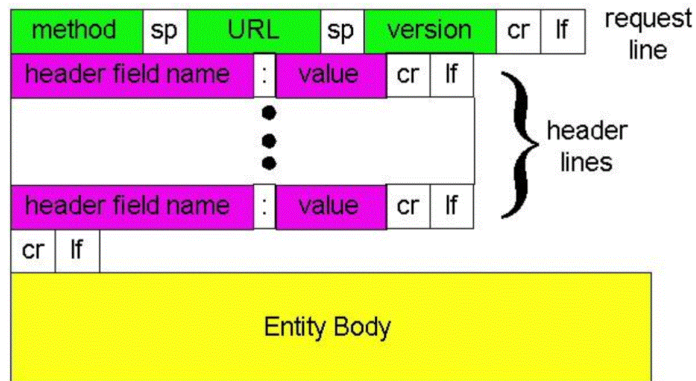 method sp URL sp version cr lf request line
header field name : value cr lf
header lines
header field name : value cr lf
cr lf
Entity Body